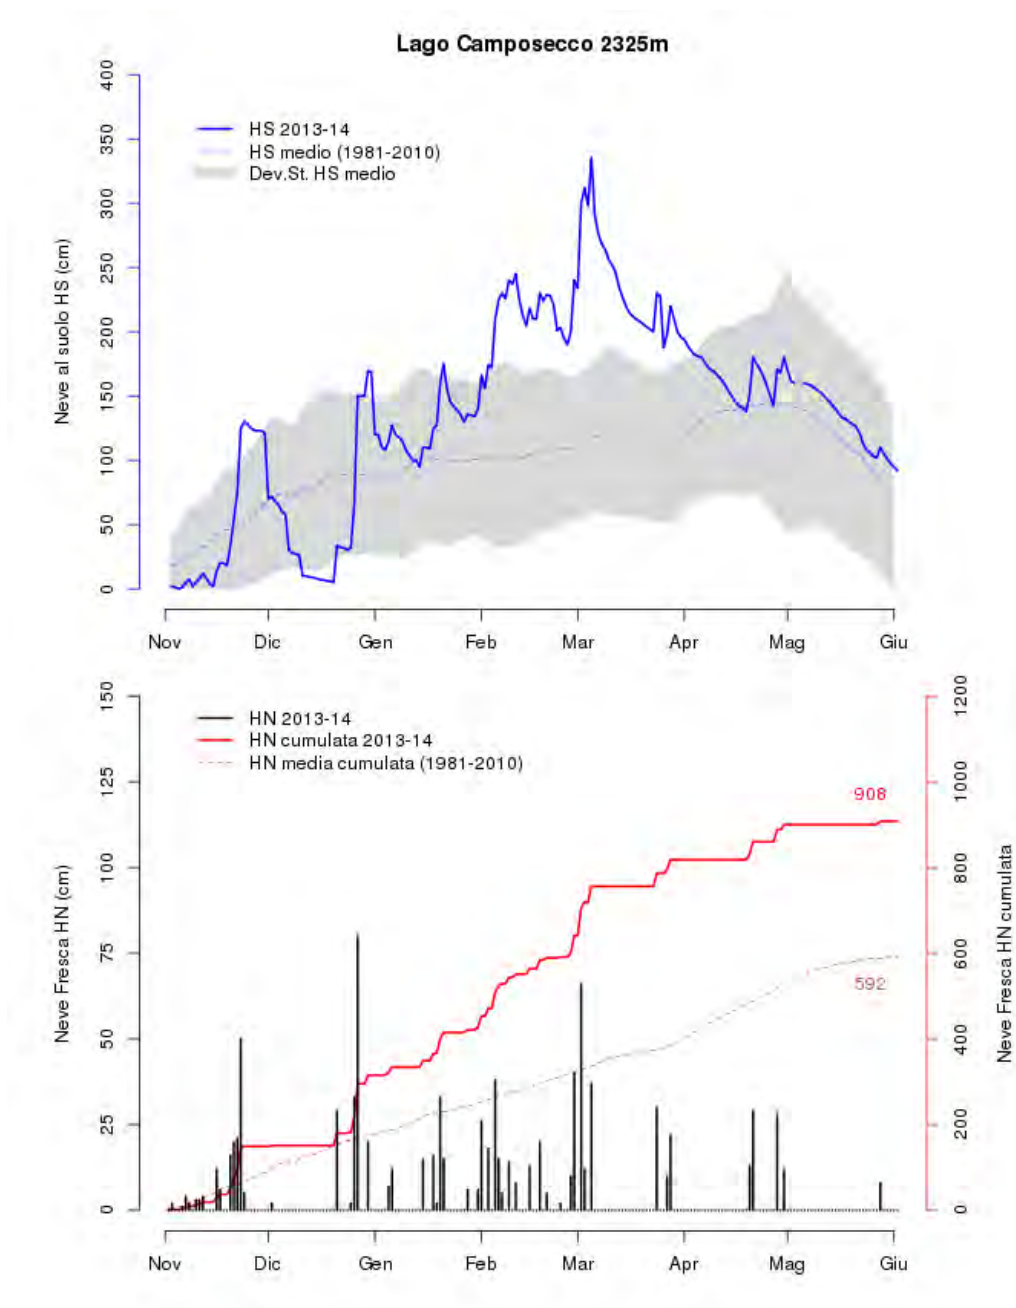 Lago Camposecco 2325m
400
350
300
250
200
150
100
50
0
Neve al suolo HS (cm)
HS 2013-14
HS medio (1981-2010)
Dev.St. HS medio
Nov Dic Gen Feb Mar Apr Mag Giu
150
125
100
75
50
25
0
Neve Fresca HN (cm)
HN 2013-14
HN cumulata 2013-14
HN media cumulata (1981-2010)
908
592
1200
1000
800
600
400
200
0
Neve Fresca HN cumulata
Nov Dic Gen Feb Mar Apr Mag Giu